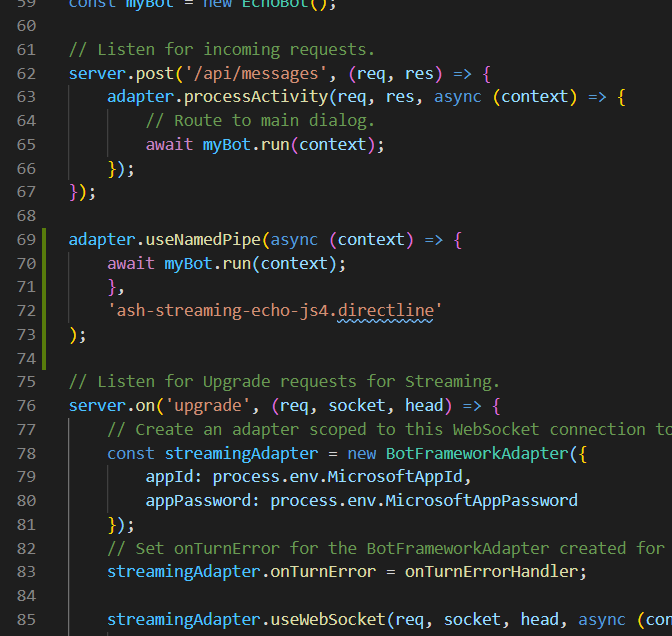 59 const myBot = new EchoBot();
60
61 // Listen for incoming requests.
62 server.post('/api/messages', (req, res) => {
63     adapter.processActivity(req, res, async (context) => {
64         // Route to main dialog.
65         await myBot.run(context);
66     });
67 });
68
69 adapter.useNamedPipe(async (context) => {
70     await myBot.run(context);
71     },
72     'ash-streaming-echo-js4.directline'
73 );
74
75 // Listen for Upgrade requests for Streaming.
76 server.on('upgrade', (req, socket, head) => {
77     // Create an adapter scoped to this WebSocket connection to
78     const streamingAdapter = new BotFrameworkAdapter({
79         appId: process.env.MicrosoftAppId,
80         appPassword: process.env.MicrosoftAppPassword
81     });
82     // Set onTurnError for the BotFrameworkAdapter created for
83     streamingAdapter.onTurnError = onTurnErrorHandler;
84
85     streamingAdapter.useWebSocket(req, socket, head, async (con